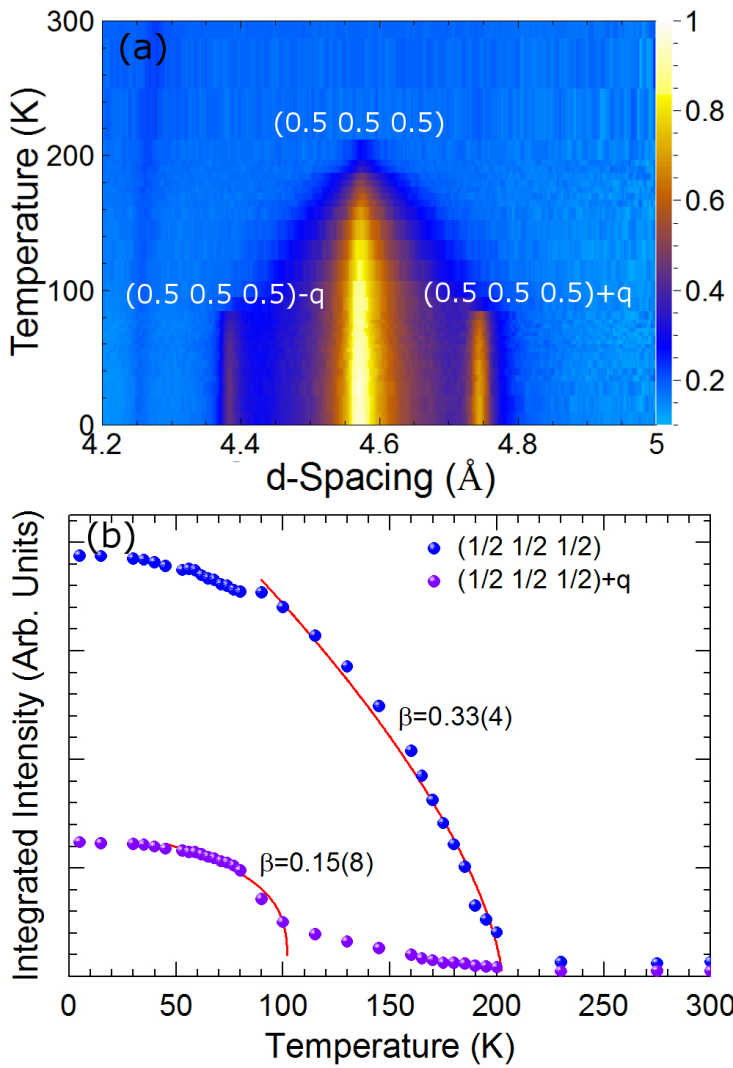 300
200
100
0
Temperature (K)
(a)
(0.5 0.5 0.5)
(0.5 0.5 0.5)-q
(0.5 0.5 0.5)+q
4.2
4.4
4.6
4.8
5
d-Spacing (Å)
1
0.8
0.6
0.4
0.2
(b)
(1/2 1/2 1/2)
(1/2 1/2 1/2)+q
β=0.33(4)
β=0.15(8)
Integrated Intensity (Arb. Units)
0
50
100
150
200
250
300
Temperature (K)